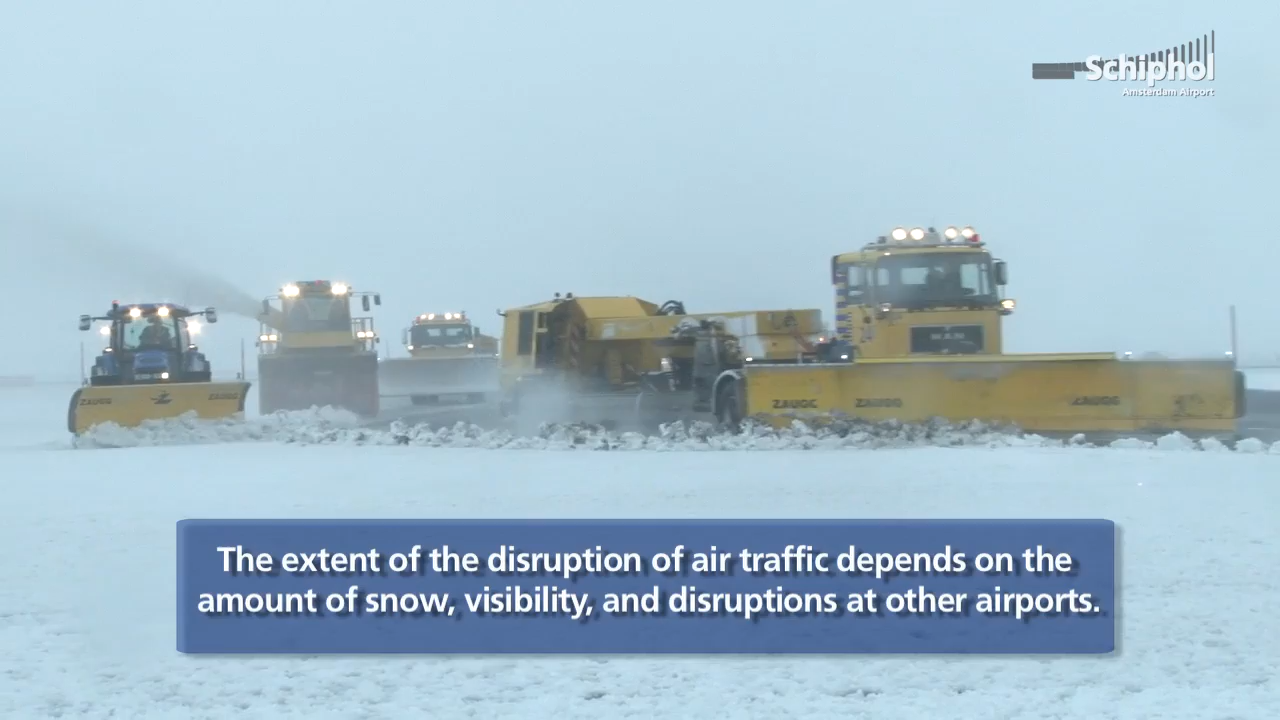 Schiphol
Amsterdam Airport
ZAUGG
ZAUGG
ZAUGG
ZAUGG
ZAUGG
The extent of the disruption of air traffic depends on the
amount of snow, visibility, and disruptions at other airports.